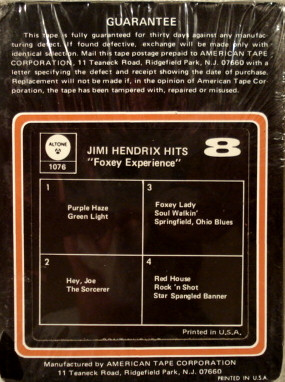 GUARANTEE
This tape is fully guaranteed for thirty days against any manufac-
turing defect. If found defective, exchange will be made only with
identical selection. Mail this tape postage prepaid to AMERICAN TAPE
CORPORATION, 11 Teaneck Road, Ridgefield Park, N.J. 07660 with a
letter specifying the defect and receipt showing the date of purchase.
Replacement will not be made if, in the opinion of American Tape Cor-
poration, the tape has been tampered with, repaired or misused.
ALTONE
1076
JIMI HENDRIX HITS
"Foxey Experience"
8
1
Purple Haze
Green Light
2
Hey, Joe
The Sorcerer
3
Foxey Lady
Soul Walkin'
Springfield, Ohio Blues
4
Red House
Rock 'n Shot
Star Spangled Banner
Printed in U.S.A.
Manufactured by AMERICAN TAPE CORPORATION
11 Teaneck Road, Ridgefield Park, N.J. 07660
PRINTED IN U.S.A.